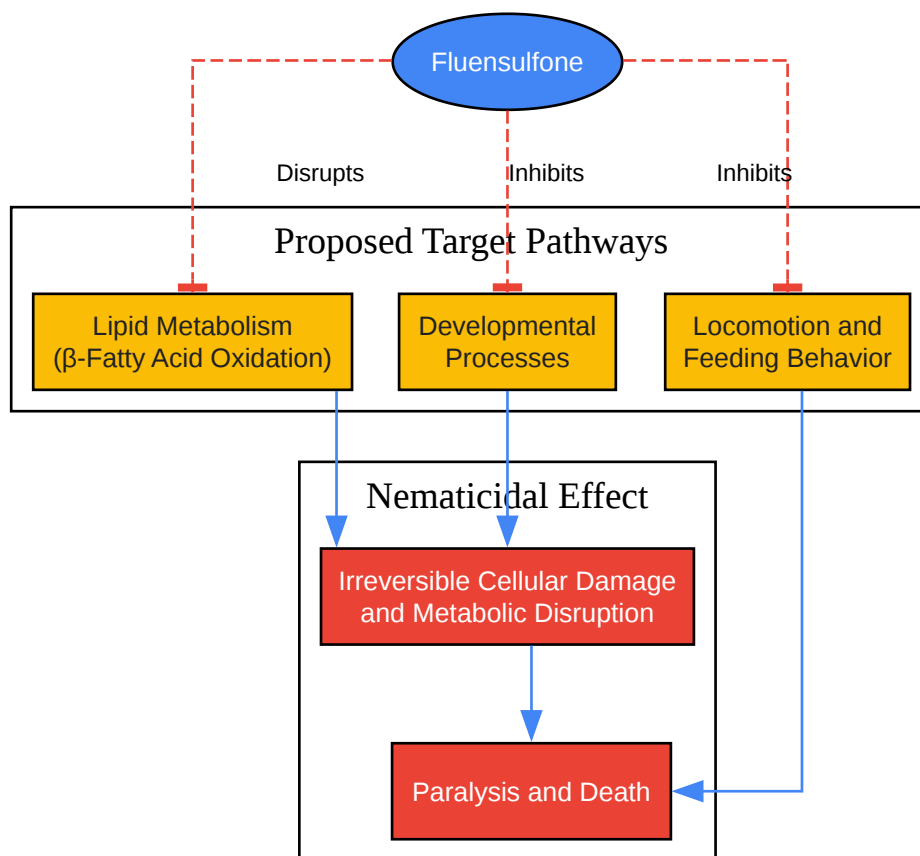 Fluensulfone
Disrupts
Inhibits
Inhibits
Proposed Target Pathways
Lipid Metabolism
(β-Fatty Acid Oxidation)
Developmental
Processes
Locomotion and
Feeding Behavior
Nematicidal Effect
Irreversible Cellular Damage
and Metabolic Disruption
Paralysis and Death